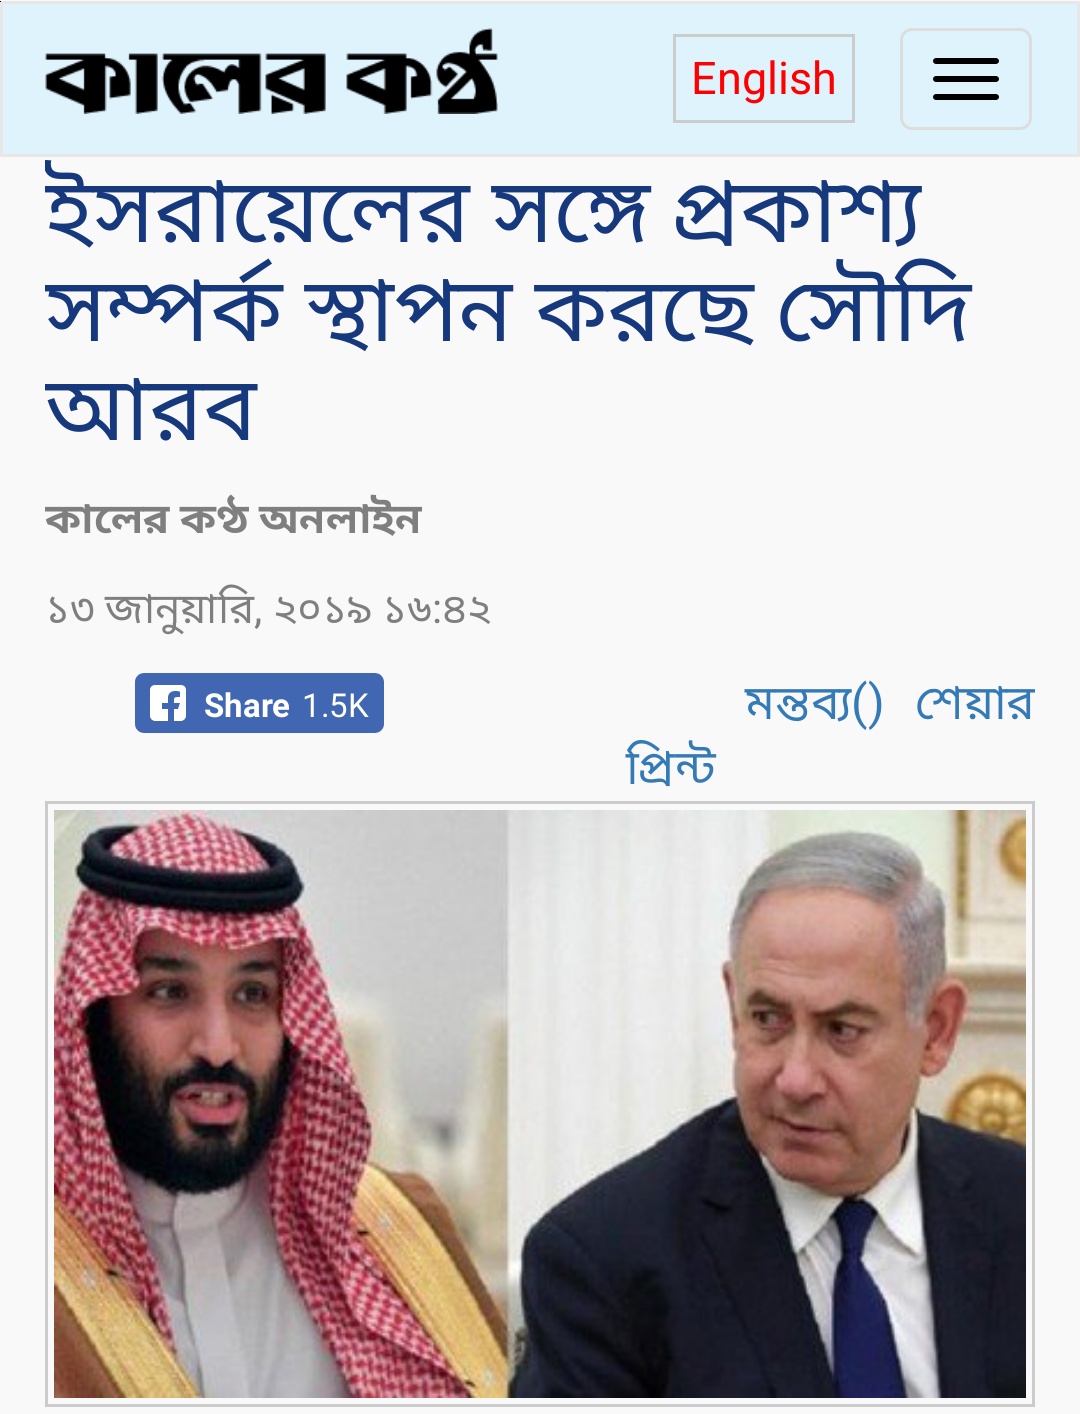 কালের কণ্ঠ
English
ইসরায়েলের সঙ্গে প্রকাশ্য
সম্পর্ক স্থাপন করছে সৌদি
আরব
কালের কণ্ঠ অনলাইন
১৩ জানুয়ারি, ২০১৯ ১৬:৪২
Share 1.5K
মন্তব্য() শেয়ার
প্রিন্ট